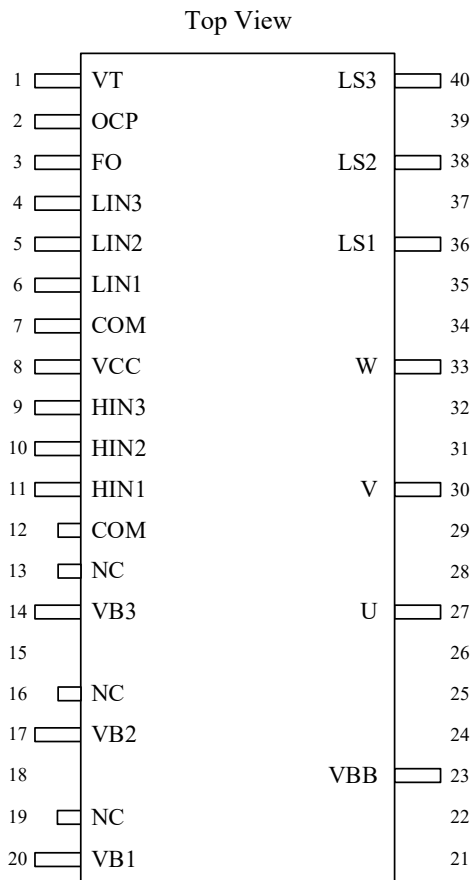 Top View
1 VT LS3 40
2 OCP 39
3 FO LS2 38
4 LIN3 37
5 LIN2 LS1 36
6 LIN1 35
7 COM 34
8 VCC W 33
9 HIN3 32
10 HIN2 31
11 HIN1 V 30
12 COM 29
13 NC 28
14 VB3 U 27
15 26
16 NC 25
17 VB2 24
18 VBB 23
19 NC 22
20 VB1 21